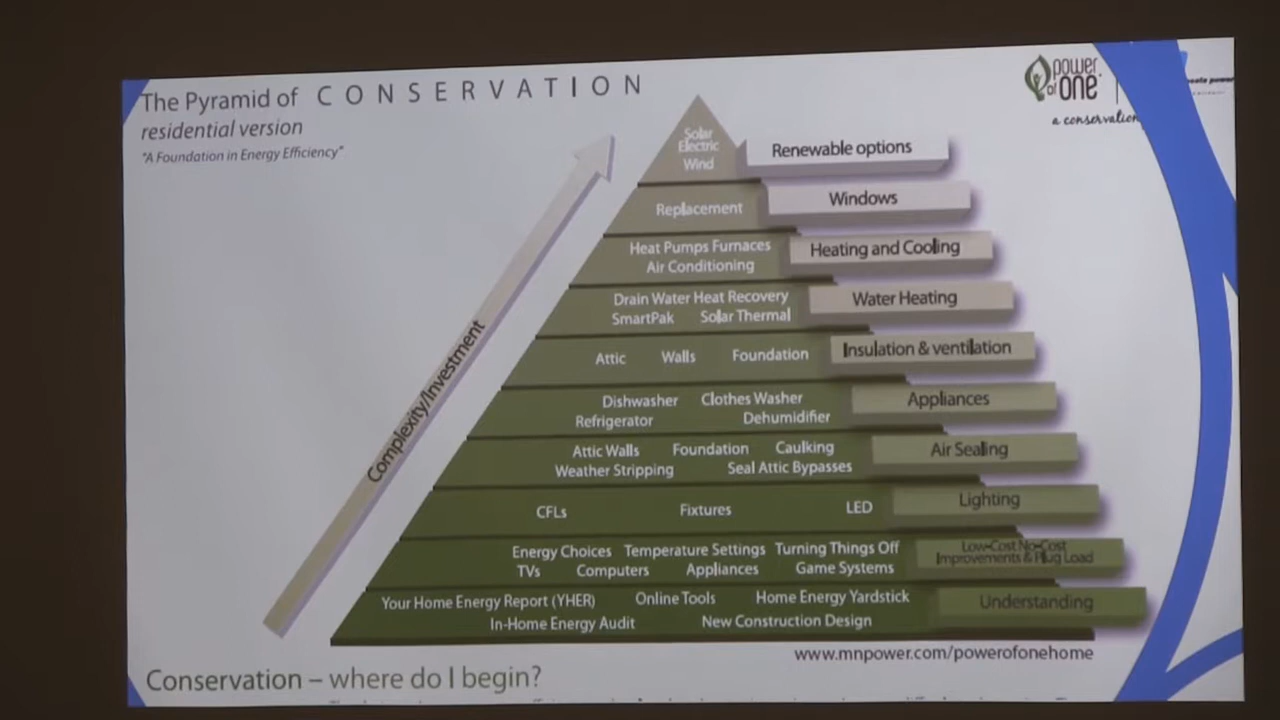 The Pyramid of CONSERVATION
residential version
"A Foundation in Energy Efficiency"
power of one
a conservation
Solar
Electric
Wind
Renewable options
Replacement
Windows
Heat Pumps Furnaces
Air Conditioning
Heating and Cooling
Drain Water Heat Recovery
SmartPak Solar Thermal
Water Heating
Attic Walls Foundation
Insulation & ventilation
Dishwasher Clothes Washer
Refrigerator Dehumidifier
Appliances
Attic Walls Foundation Caulking
Weather Stripping Seal Attic Bypasses
Air Sealing
CFLs Fixtures LED
Lighting
Energy Choices Temperature Settings Turning Things Off
TVs Computers Appliances Game Systems
Low-Cost No-Cost
Improvements & Plug Load
Your Home Energy Report (YHER) Online Tools Home Energy Yardstick
In-Home Energy Audit New Construction Design
Understanding
Complexity/Investment
www.mnpower.com/powerofonehome
Conservation – where do I begin?